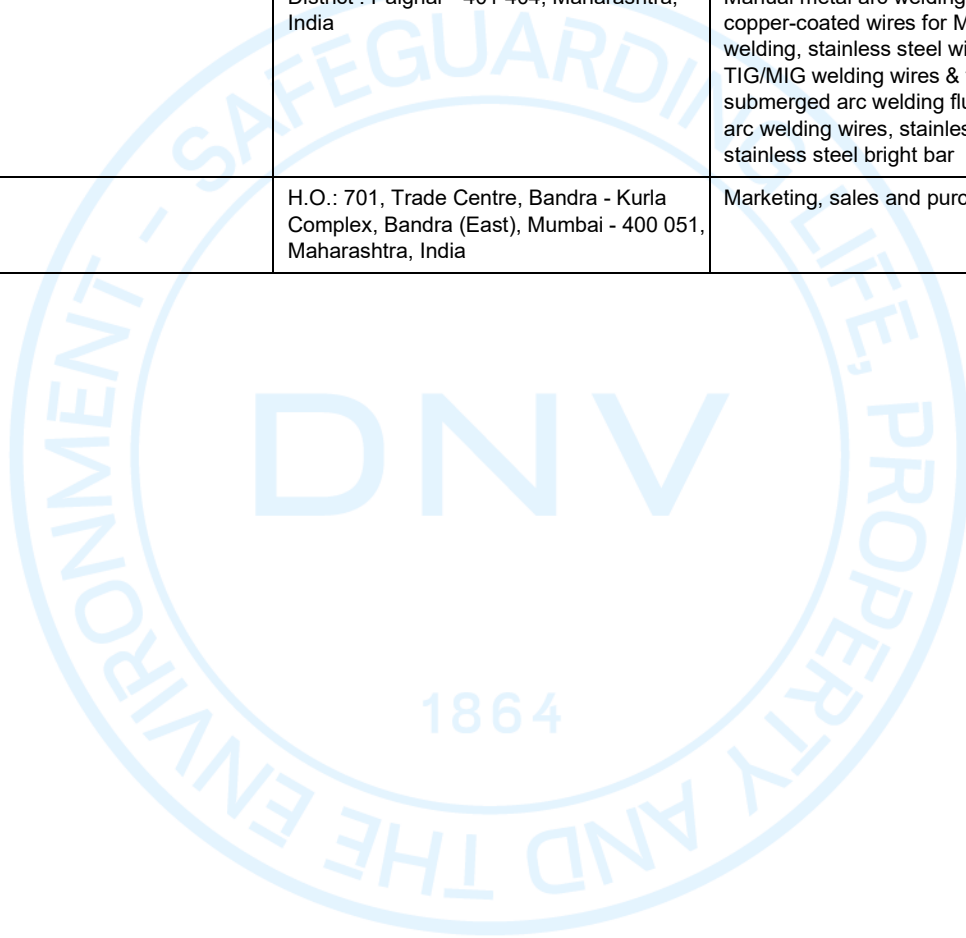 India
copper-coated wires for M
welding, stainless steel wi
TIG/MIG welding wires &
submerged arc welding flu
arc welding wires, stainles
stainless steel bright bar
H.O.: 701, Trade Centre, Bandra - Kurla
Complex, Bandra (East), Mumbai - 400 051,
Maharashtra, India
Marketing, sales and purc
SAFEGUARDING LIFE, PROPERTY AND THE ENVIRONMENT -
DNV
1864